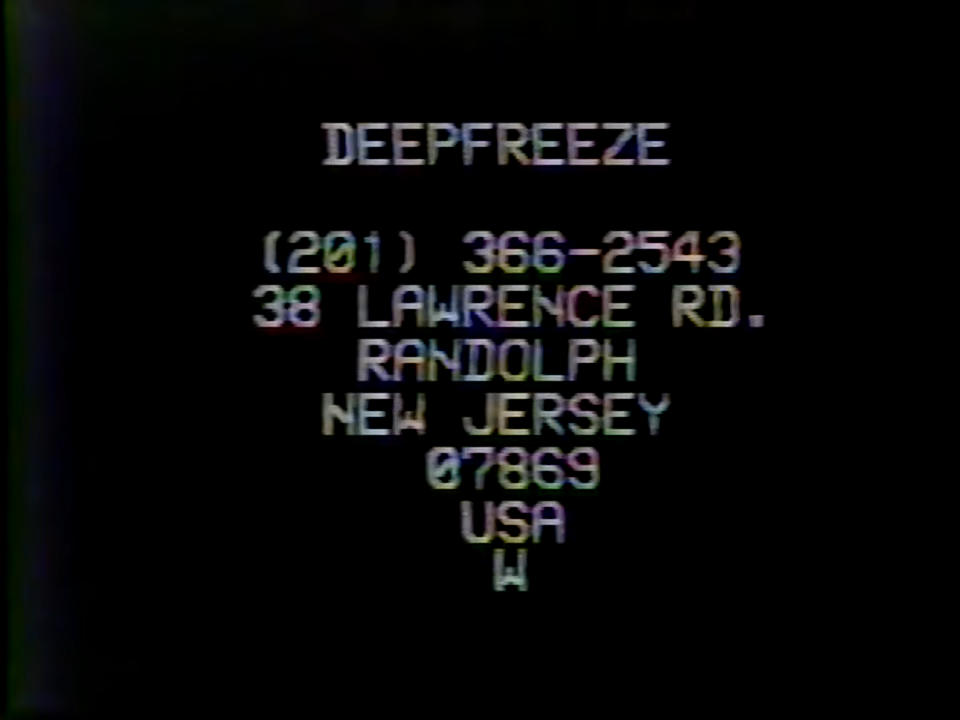 DEEPFREEZE
(201) 366-2543
38 LAWRENCE RD.
RANDOLPH
NEW JERSEY
07869
USA
W